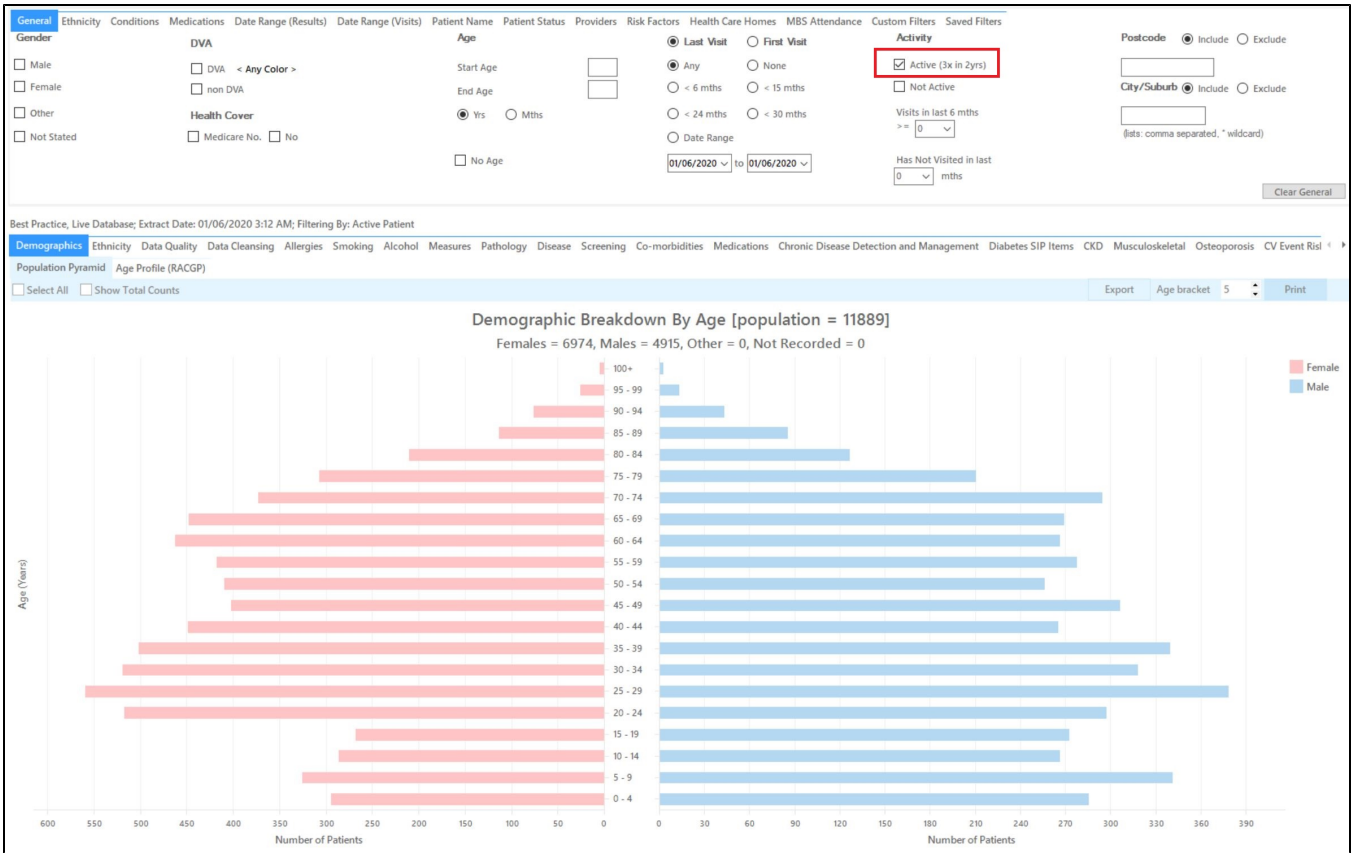 General Ethnicity Conditions Medications Date Range (Results) Date Range (Visits) Patient Name Patient Status Providers Risk Factors Health Care Homes MBS Attendance Custom Filters Saved Filters
Gender DVA Age Last Visit First Visit Activity Postcode Include Exclude
Male DVA < Any Color > Start Age Any None Active (3x in 2yrs)
Female non DVA End Age < 6 mths < 15 mths Not Active City/Suburb Include Exclude
Other Health Cover Yrs Mths < 24 mths < 30 mths Visits in last 6 mths
Not Stated Medicare No. No Date Range >= 0 (lists: comma separated, * wildcard)
No Age 01/06/2020 to 01/06/2020 Has Not Visited in last
0 mths
Clear General
Best Practice, Live Database; Extract Date: 01/06/2020 3:12 AM; Filtering By: Active Patient
Demographics Ethnicity Data Quality Data Cleansing Allergies Smoking Alcohol Measures Pathology Disease Screening Co-morbidities Medications Chronic Disease Detection and Management Diabetes SIP Items CKD Musculoskeletal Osteoporosis CV Event Ris
Population Pyramid Age Profile (RACGP)
Select All Show Total Counts Export Age bracket 5 Print
Demographic Breakdown By Age [population = 11889]
Females = 6974, Males = 4915, Other = 0, Not Recorded = 0
Female
Male
100+
95 - 99
90 - 94
85 - 89
80 - 84
75 - 79
70 - 74
65 - 69
60 - 64
55 - 59
50 - 54
45 - 49
40 - 44
35 - 39
30 - 34
25 - 29
20 - 24
15 - 19
10 - 14
5 - 9
0 - 4
Age (Years)
600 550 500 450 400 350 300 250 200 150 100 50 0 0 30 60 90 120 150 180 210 240 270 300 330 360 390
Number of Patients Number of Patients